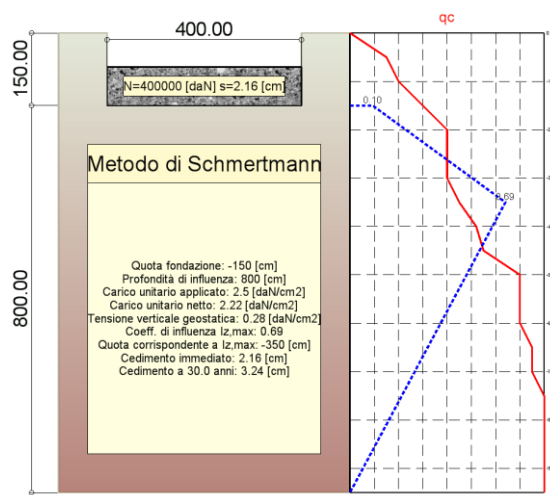 400.00
qc
150.00
N=400000 [daN] s=2.16 [cm]
0.10
Metodo di Schmertmann
0.69
Quota fondazione: -150 [cm]
Profondità di influenza: 800 [cm]
Carico unitario applicato: 2.5 [daN/cm2]
Carico unitario netto: 2.22 [daN/cm2]
Tensione verticale geostatica: 0.28 [daN/cm2]
Coeff. di influenza Iz,max: 0.69
Quota corrispondente a Iz,max: -350 [cm]
Cedimento immediato: 2.16 [cm]
Cedimento a 30.0 anni: 3.24 [cm]
800.00